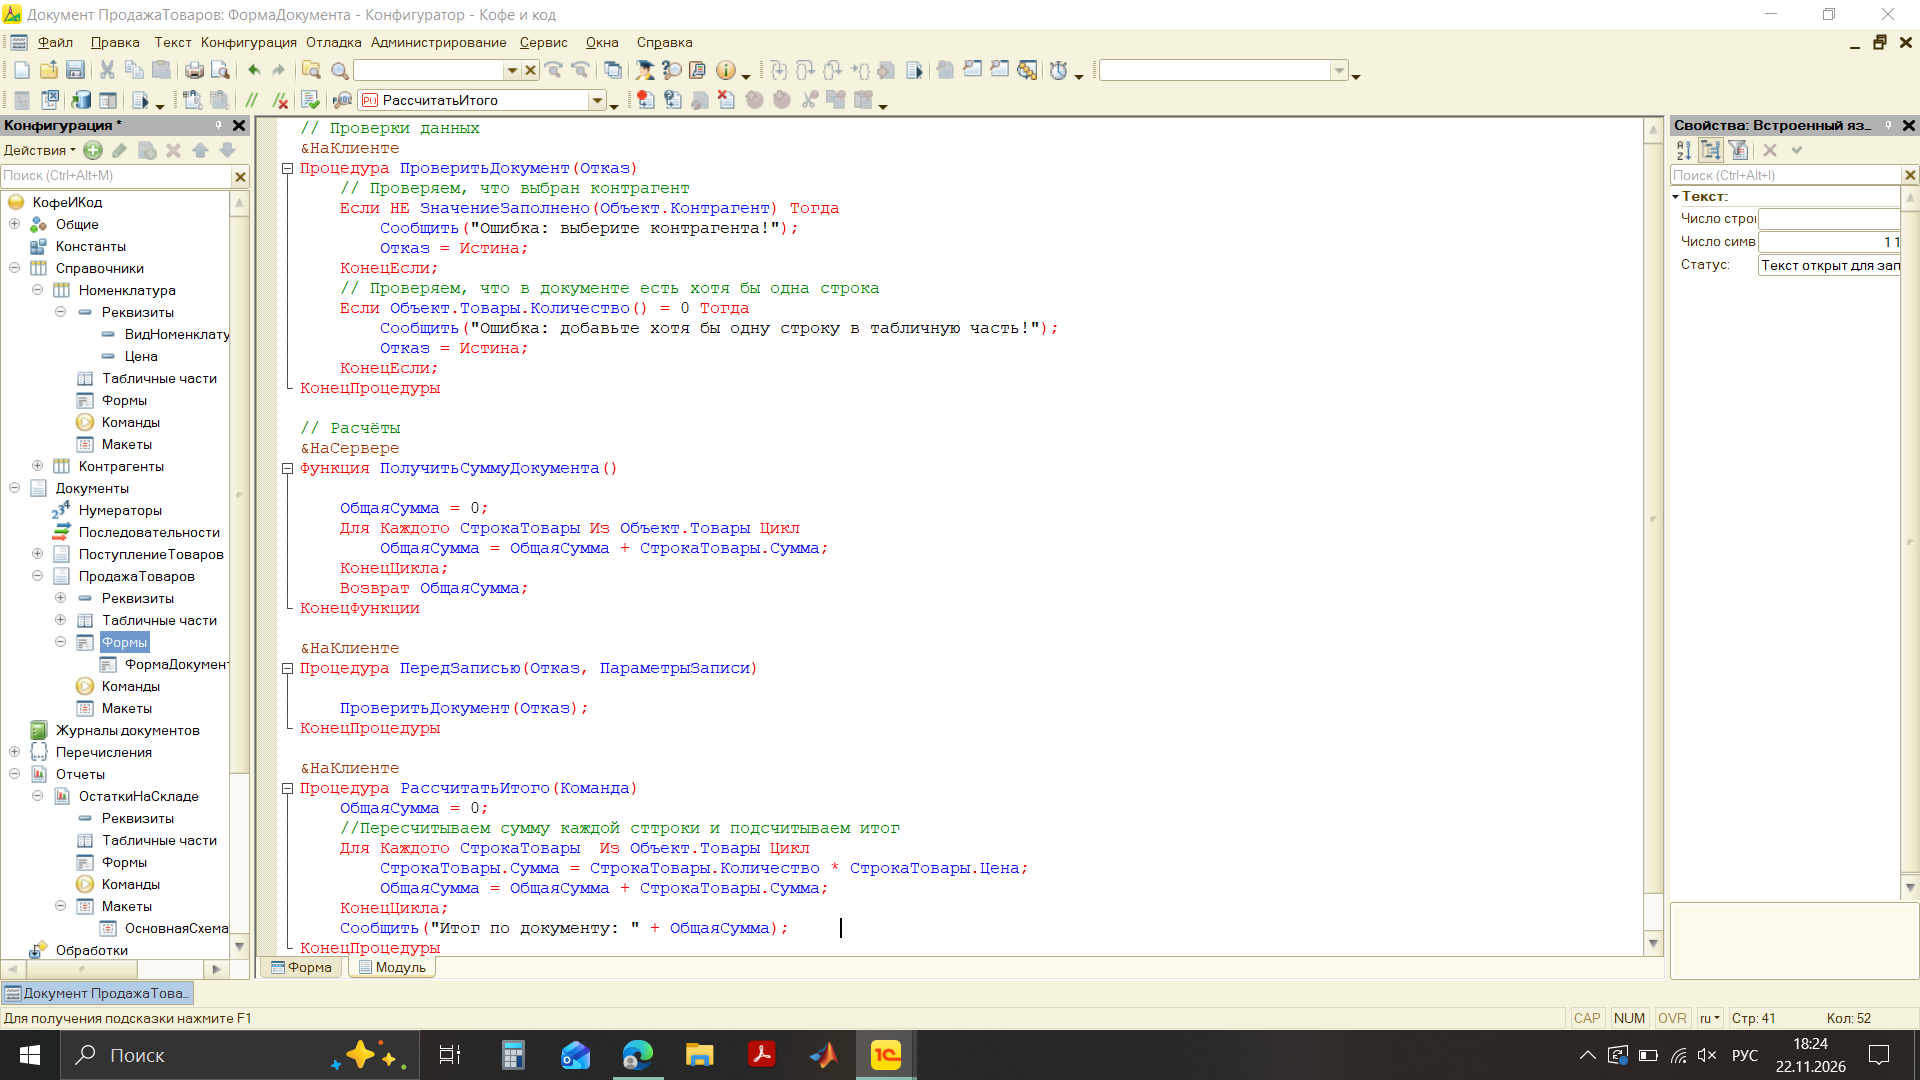 Документ ПродажаТоваров: ФормаДокумента - Конфигуратор - Кофе и код
Файл Правка Текст Конфигурация Отладка Администрирование Сервис Окна Справка
РассчитатьИтого
Конфигурация *
Действия
Поиск (Ctrl+Alt+M)
КофеИКод
Общие
Константы
Справочники
Номенклатура
Реквизиты
ВидНоменклату
Цена
Табличные части
Формы
Команды
Макеты
Контрагенты
Документы
Нумераторы
Последовательности
ПоступлениеТоваров
ПродажаТоваров
Реквизиты
Табличные части
Формы
ФормаДокумент
Команды
Макеты
Журналы документов
Перечисления
Отчеты
ОстаткиНаСкладе
Реквизиты
Табличные части
Формы
Команды
Макеты
ОсновнаяСхема
Обработки
// Проверки данных
&НаКлиенте
Процедура ПроверитьДокумент(Отказ)
// Проверяем, что выбран контрагент
Если НЕ ЗначениеЗаполнено(Объект.Контрагент) Тогда
Сообщить("Ошибка: выберите контрагента!");
Отказ = Истина;
КонецЕсли;
// Проверяем, что в документе есть хотя бы одна строка
Если Объект.Товары.Количество() = 0 Тогда
Сообщить("Ошибка: добавьте хотя бы одну строку в табличную часть!");
Отказ = Истина;
КонецЕсли;
КонецПроцедуры
// Расчёты
&НаСервере
Функция ПолучитьСуммуДокумента()
ОбщаяСумма = 0;
Для Каждого СтрокаТовары Из Объект.Товары Цикл
ОбщаяСумма = ОбщаяСумма + СтрокаТовары.Сумма;
КонецЦикла;
Возврат ОбщаяСумма;
КонецФункции
&НаКлиенте
Процедура ПередЗаписью(Отказ, ПараметрыЗаписи)
ПроверитьДокумент(Отказ);
КонецПроцедуры
&НаКлиенте
Процедура РассчитатьИтого(Команда)
ОбщаяСумма = 0;
//Пересчитываем сумму каждой сттроки и подсчитываем итог
Для Каждого СтрокаТовары  Из Объект.Товары Цикл
СтрокаТовары.Сумма = СтрокаТовары.Количество * СтрокаТовары.Цена;
ОбщаяСумма = ОбщаяСумма + СтрокаТовары.Сумма;
КонецЦикла;
Сообщить("Итог по документу: " + ОбщаяСумма);
КонецПроцедуры
Форма Модуль
Свойства: Встроенный яз...
Поиск (Ctrl+Alt+I)
Текст:
Число строк
Число симв 1 1
Статус: Текст открыт для зап
Документ ПродажаТова...
Для получения подсказки нажмите F1
CAP NUM OVR ru Стр: 41 Кол: 52
Поиск
РУС
18:24
22.11.2026